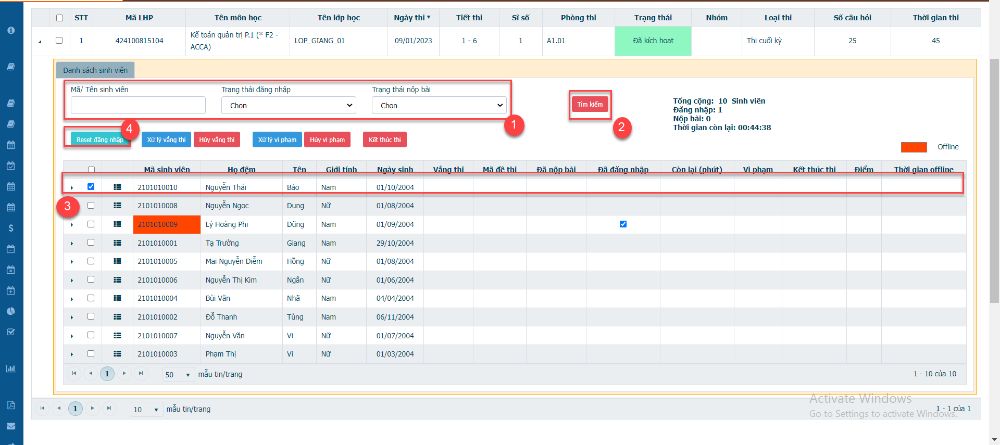 STT Mã LHP Tên môn học Tên lớp học Ngày thi Tiết thi Sĩ số Phòng thi Trạng thái Nhóm Loại thi Số câu hỏi Thời gian thi
1 424100815104 Kế toán quản trị P.1 (* F2 - LOP_GIANG_01 09/01/2023 1 - 6 1 A1.01 Đã kích hoạt Thi cuối kỳ 25 45
ACCA)
Danh sách sinh viên
Mã/ Tên sinh viên Trạng thái đăng nhập Trạng thái nộp bài
Chọn Chọn Tìm kiếm
1 2
Tổng cộng: 10 Sinh viên
Đăng nhập: 1
Nộp bài: 0
Thời gian còn lại: 00:44:38
4
Reset đăng nhập Xử lý vắng thi Hủy vắng thi Xử lý vi phạm Hủy vi phạm Kết thúc thi
Offline
Mã sinh viên Họ đệm Tên Giới tính Ngày sinh Vắng thi Mã đề thi Đã nộp bài Đã đăng nhập Còn lại (phút) Vi phạm Kết thúc thi Điểm Thời gian offline
2101010010 Nguyễn Thái Bảo Nam 01/10/2004
3
2101010008 Nguyễn Ngọc Dung Nữ 01/08/2004
2101010009 Lý Hoàng Phi Dũng Nam 01/09/2004
2101010001 Tạ Trường Giang Nam 29/10/2004
2101010005 Mai Nguyễn Diễm Hồng Nữ 01/08/2004
2101010006 Nguyễn Thị Kim Ngân Nữ 01/06/2004
2101010004 Bùi Văn Nhã Nam 04/04/2004
2101010002 Đỗ Thanh Tùng Nam 06/11/2004
2101010007 Nguyễn Văn Vi Nữ 01/07/2004
2101010003 Phạm Thị Vi Nữ 01/03/2004
1 50 mẫu tin/trang 1 - 10 của 10
Activate Windows
1 10 mẫu tin/trang 1 - 1 của 1
Go to Settings to activate Windows.